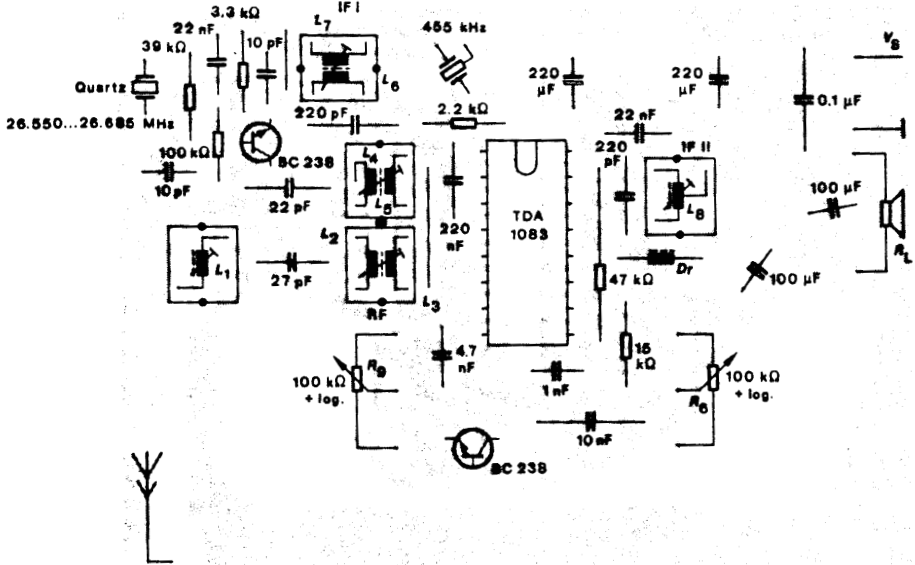 IF I
3.3 kΩ
L7
22 nF
455 kHz
VS
39 kΩ
10 pF
L6
220 µF
220 µF
Quartz
0.1 µF
26.550...26.685 MHz
220 pF
2.2 kΩ
22 nF
100 kΩ
BC 238
L4
220 pF
IF II
10 pF
22 pF
L5
TDA 1083
L8
100 µF
L2
220 nF
RL
L1
27 pF
Dr
100 µF
47 kΩ
L3
RF
4.7 nF
15 kΩ
R9
100 kΩ
+ log.
1 nF
R6
100 kΩ
+ log.
10 nF
BC 238